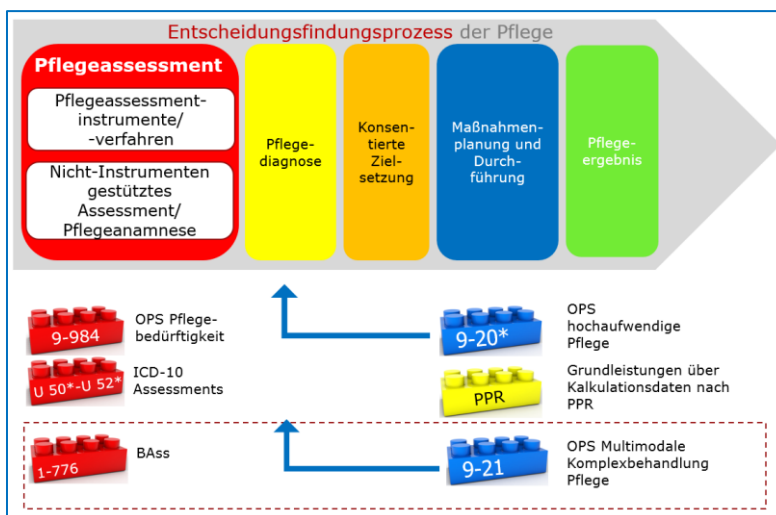 Entscheidungsfindungsprozess der Pflege
Pflegeassessment
Pflegeassessment-
instrumente/
-verfahren
Nicht-Instrumenten
gestütztes
Assessment/
Pflegeanamnese
Pflege-
diagnose
Konsen-
tierte
Ziel-
setzung
Maßnahmen-
planung und
Durch-
führung
Pflege-
ergebnis
9-984
OPS Pflege-
bedürftigkeit
U 50*-U 52*
ICD-10
Assessments
9-20*
OPS
hochaufwendige
Pflege
PPR
Grundleistungen über
Kalkulationsdaten nach
PPR
1-776
BAss
9-21
OPS Multimodale
Komplexbehandlung
Pflege